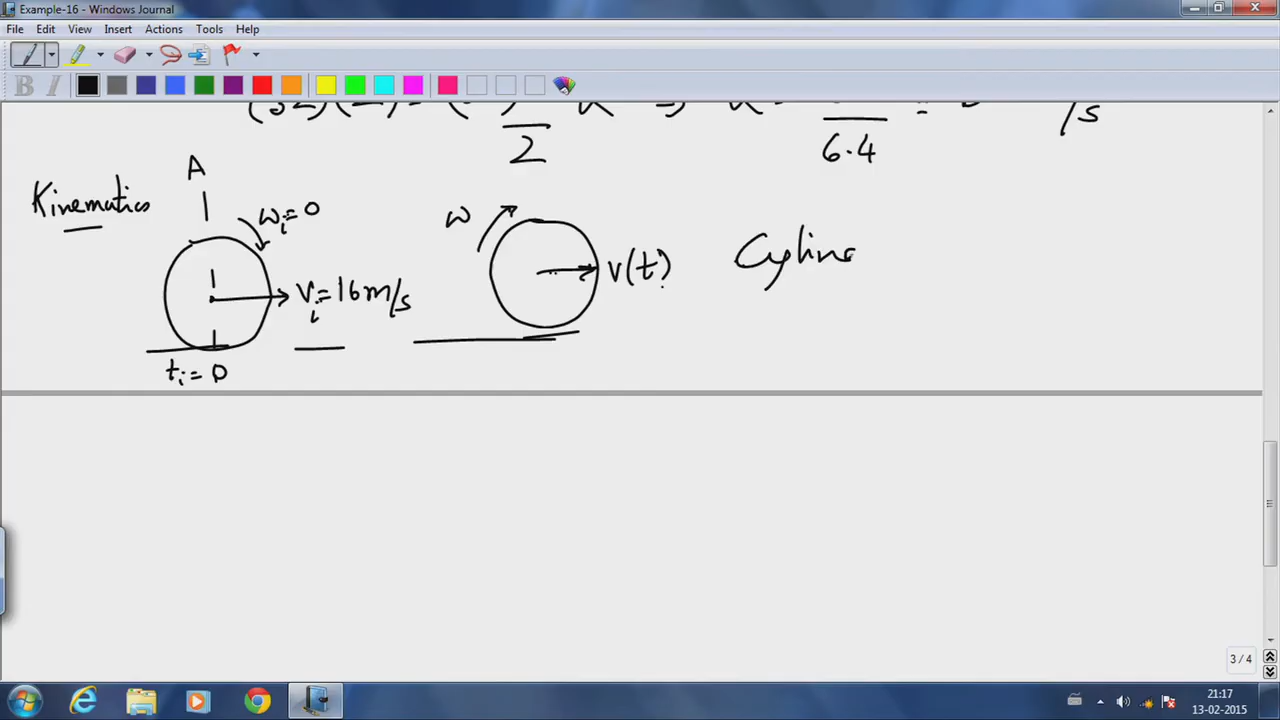 Example-16 - Windows Journal
File Edit View Insert Actions Tools Help
B I
2
6.4
/s
Kinematics
A
ωi = 0
vi = 16 m/s
ti = 0
ω
v(t)
Cyline
3 / 4
21:17
13-02-2015